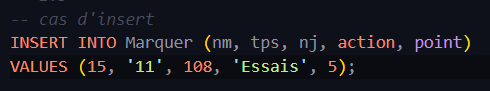 -- cas d'insert
INSERT INTO Marquer (nm, tps, nj, action, point)
VALUES (15, '11', 108, 'Essais', 5);